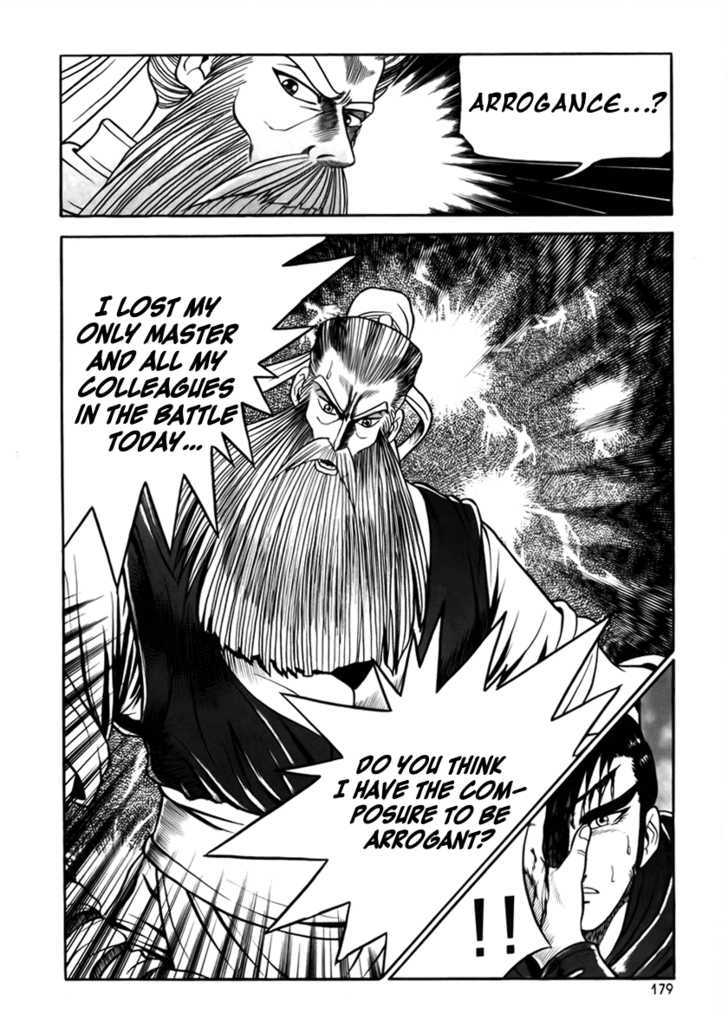 ARROGANCE...?
I LOST MY
ONLY MASTER
AND ALL MY
COLLEAGUES
IN THE BATTLE
TODAY...
DO YOU THINK
I HAVE THE COM-
POSURE TO BE
ARROGANT?
!!
179